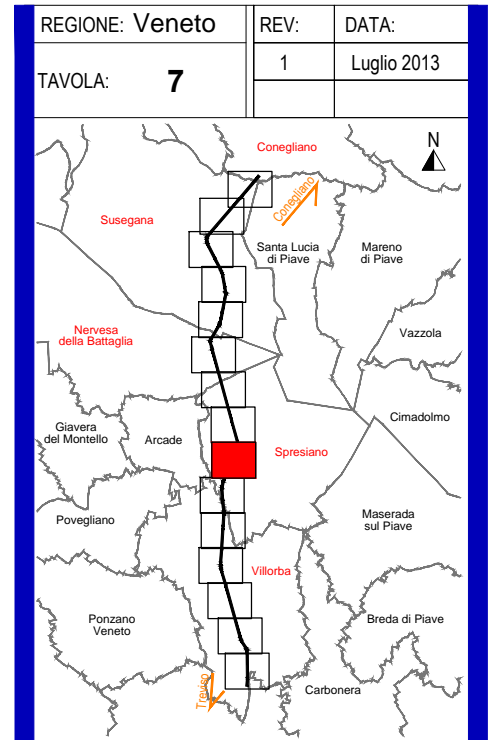 REGIONE: Veneto
REV:
DATA:
TAVOLA: 7
1
Luglio 2013
N
Conegliano
Conegliano
Susegana
Santa Lucia
di Piave
Mareno
di Piave
Nervesa
della Battaglia
Vazzola
Giavera
del Montello
Arcade
Cimadolmo
Spresiano
Povegliano
Maserada
sul Piave
Villorba
Ponzano
Veneto
Breda di Piave
Treviso
Carbonera